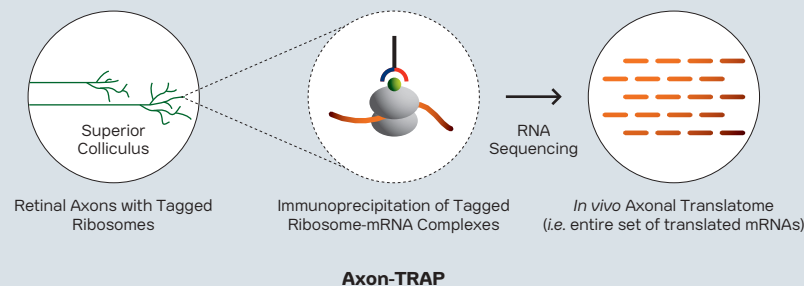 Superior
Colliculus
RNA
Sequencing
Retinal Axons with Tagged
Ribosomes
Immunoprecipitation of Tagged
Ribosome-mRNA Complexes
In vivo Axonal Translatome
(i.e. entire set of translated mRNAs)
Axon-TRAP